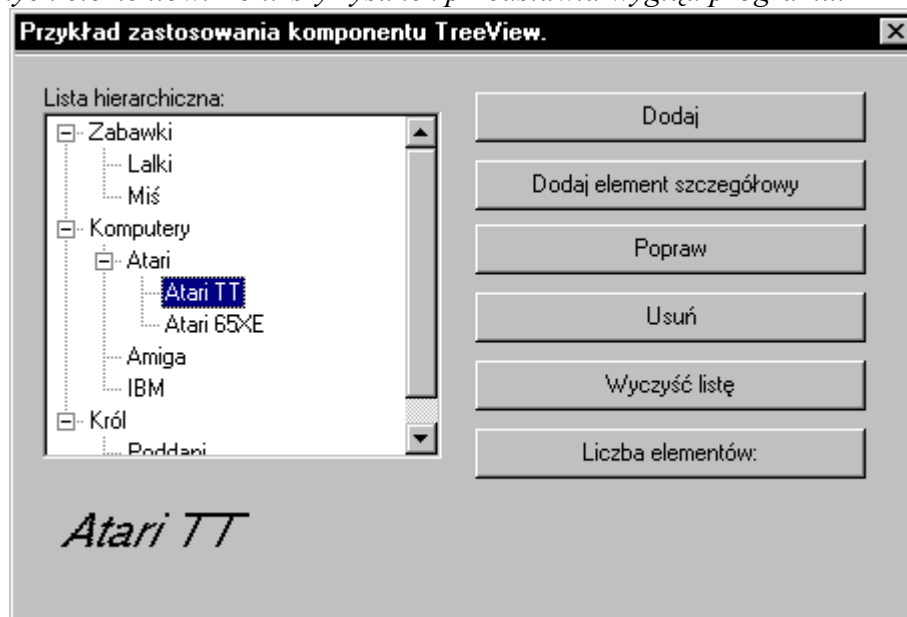 Przykład zastosowania komponentu TreeView.
Lista hierarchiczna:
Zabawki
Lalki
Miś
Komputery
Atari
Atari TT
Atari 65XE
Amiga
IBM
Król
Poddani
Dodaj
Dodaj element szczegółowy
Popraw
Usuń
Wyczyść listę
Liczba elementów:
Atari TT